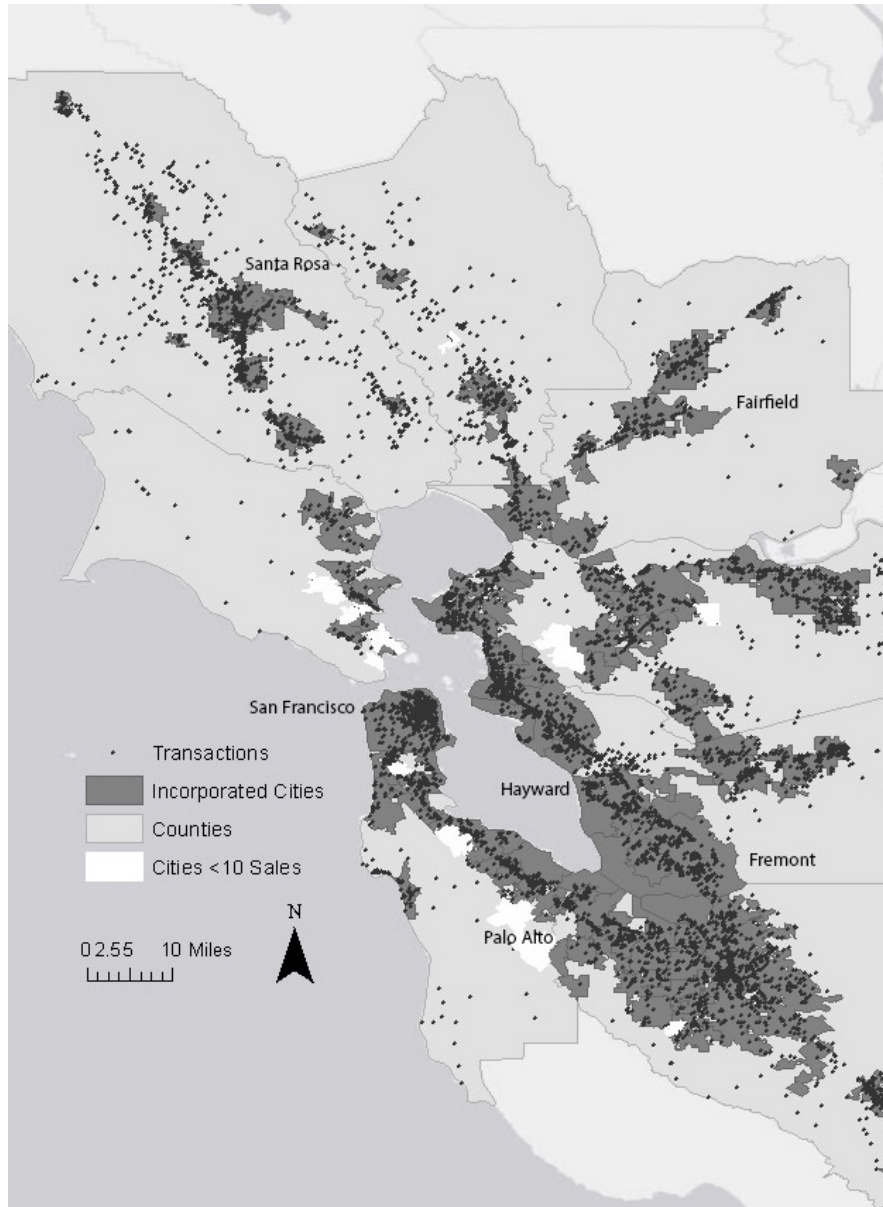 Santa Rosa
Fairfield
San Francisco
Transactions
Incorporated Cities
Hayward
Counties
Fremont
Cities <10 Sales
N
Palo Alto
0 2.5 5 10 Miles